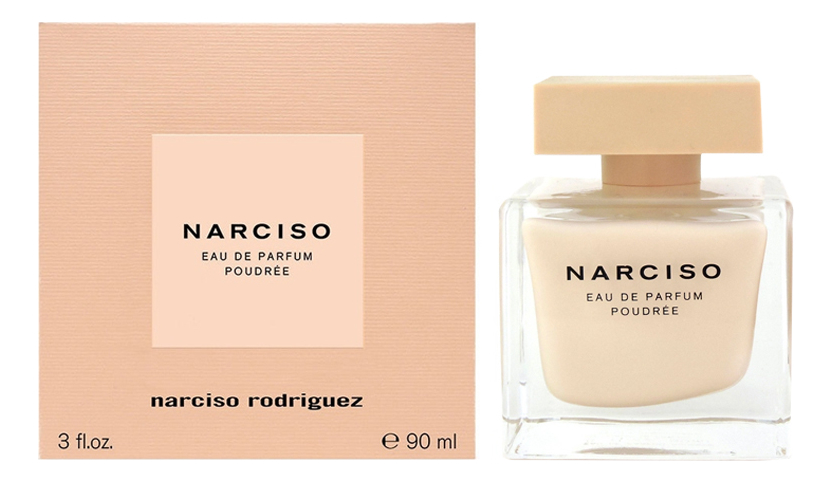 NARCISO
EAU DE PARFUM
POUDRÉE
narciso rodriguez
3 fl.oz.
℮ 90 ml
NARCISO
EAU DE PARFUM
POUDRÉE